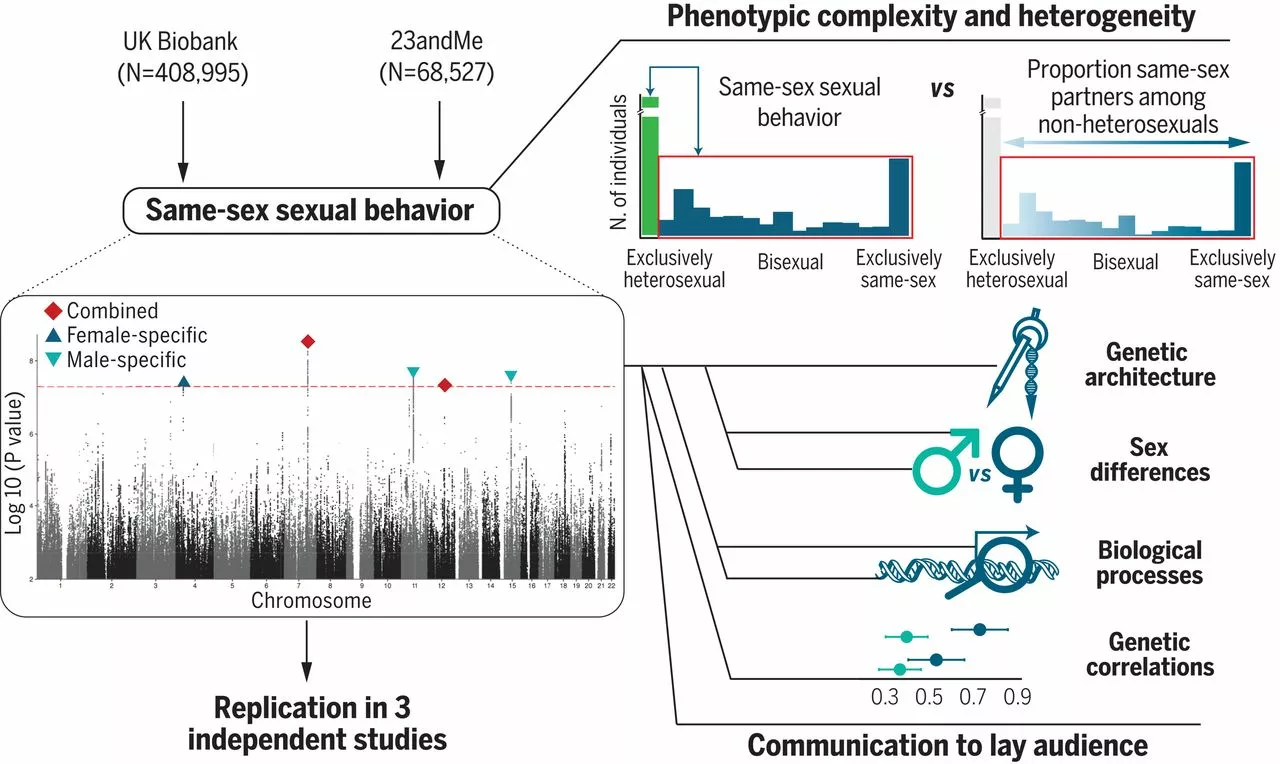 Phenotypic complexity and heterogeneity
UK Biobank
(N=408,995)
23andMe
(N=68,527)
Same-sex sexual behavior
N. of individuals
Same-sex sexual
behavior
vs
Proportion same-sex
partners among
non-heterosexuals
Exclusively
heterosexual
Bisexual
Exclusively
same-sex
Exclusively
heterosexual
Bisexual
Exclusively
same-sex
Combined
Female-specific
Male-specific
Log 10 (P value)
8
6
4
2
1 2 3 4 5 6 7 8 9 10 11 12 13 14 15 16 17 18 19 20 21 22
Chromosome
Replication in 3
independent studies
Genetic
architecture
vs
Sex
differences
Biological
processes
Genetic
correlations
0.3 0.5 0.7 0.9
Communication to lay audience